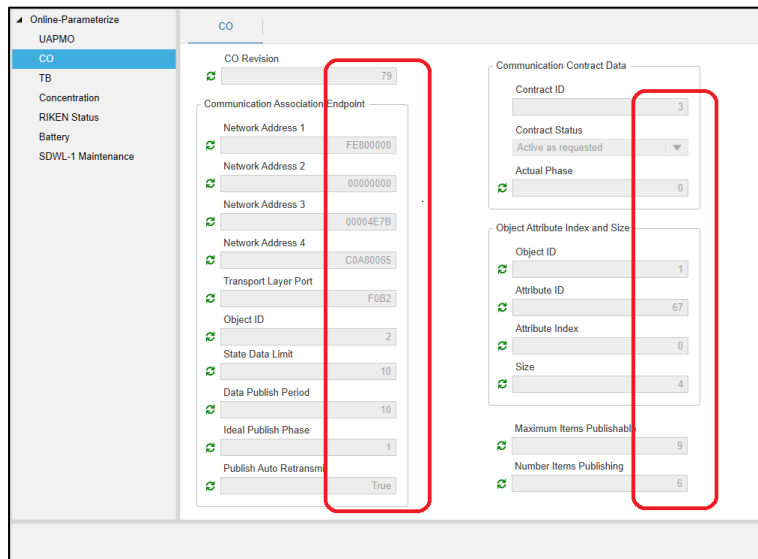 Online-Parameterize
UAPMO
CO
TB
Concentration
RIKEN Status
Battery
SDWL-1 Maintenance
CO
CO Revision
79
Communication Association Endpoint
Network Address 1
FE800000
Network Address 2
00000000
Network Address 3
00004E7B
Network Address 4
C0A80065
Transport Layer Port
F0B2
Object ID
2
State Data Limit
10
Data Publish Period
10
Ideal Publish Phase
1
Publish Auto Retransmi
True
Communication Contract Data
Contract ID
3
Contract Status
Active as requested
Actual Phase
0
Object Attribute Index and Size
Object ID
1
Attribute ID
67
Attribute Index
0
Size
4
Maximum Items Publishable
9
Number Items Publishing
6